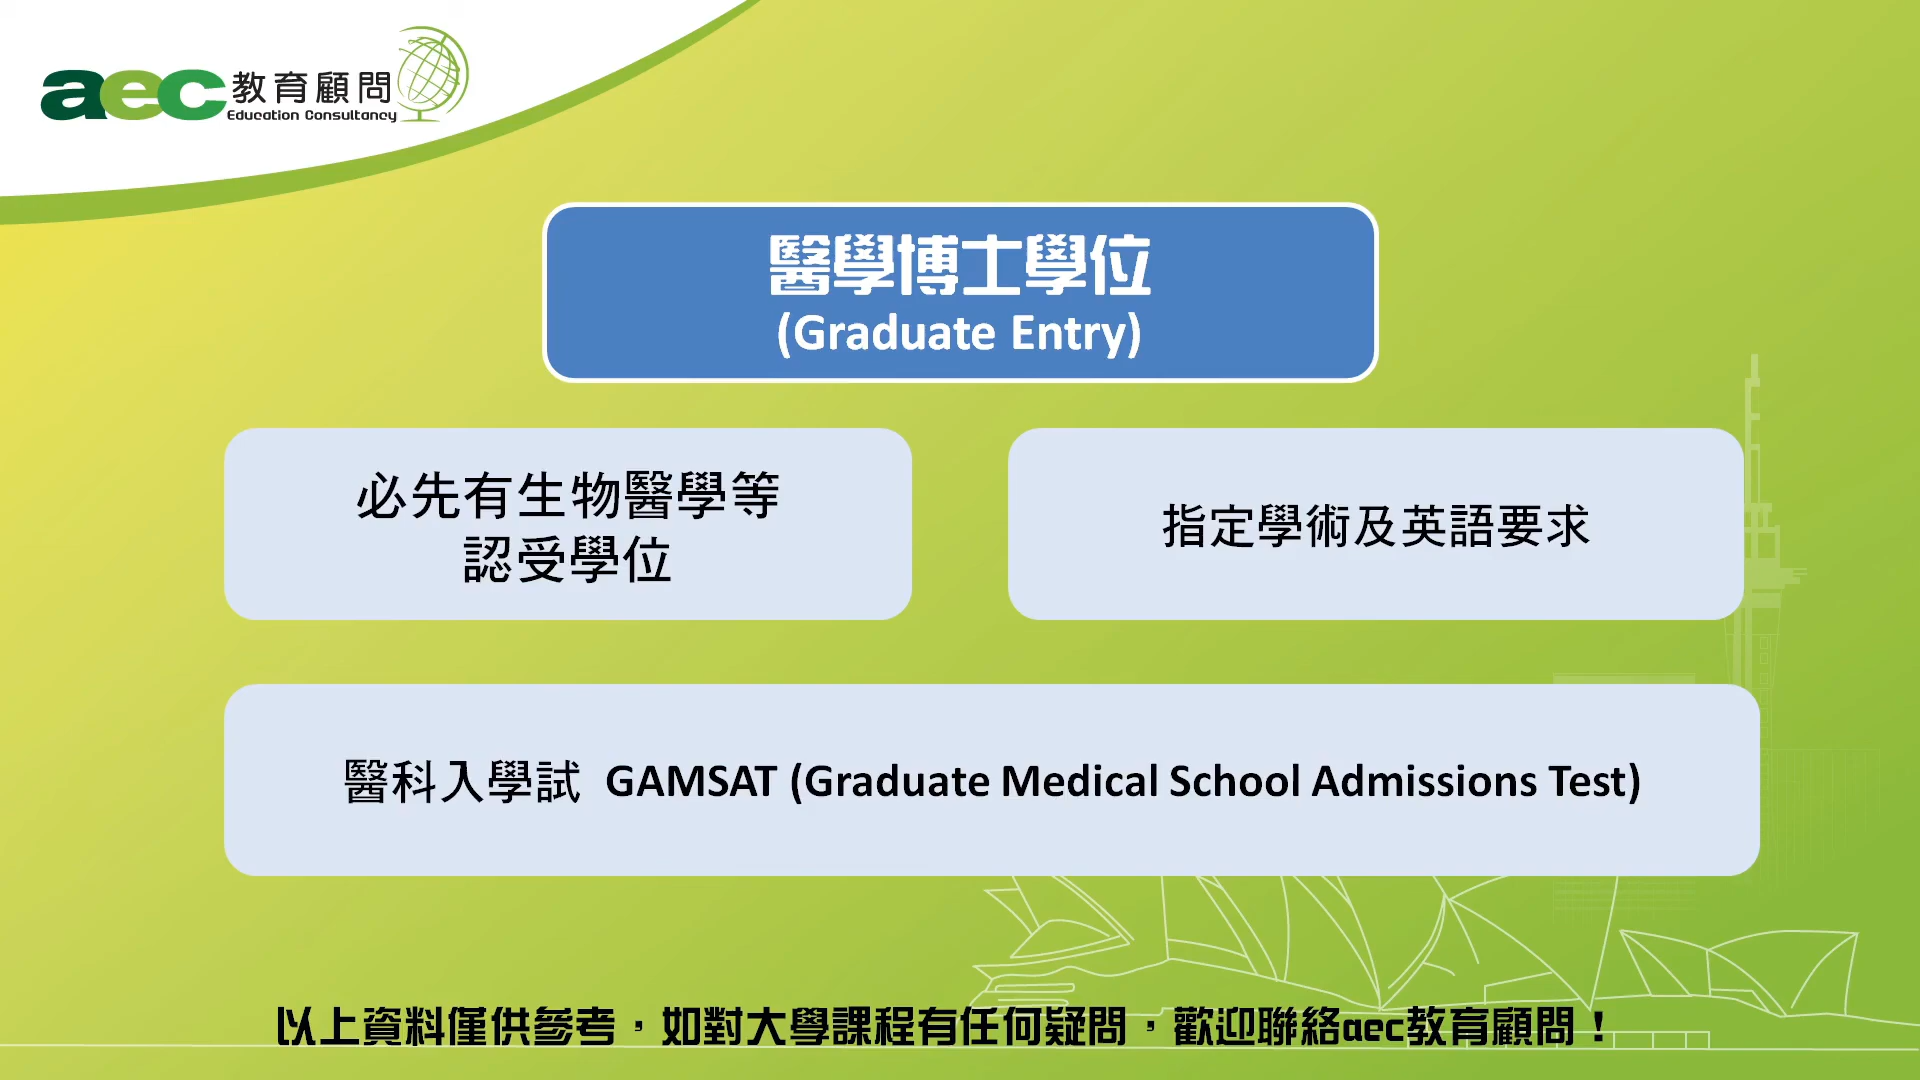 aec教育顧問
Education Consultancy
醫學博士學位
(Graduate Entry)
必先有生物醫學等
認受學位
指定學術及英語要求
醫科入學試 GAMSAT (Graduate Medical School Admissions Test)
以上資料僅供參考，如對大學課程有任何疑問，歡迎聯絡aec教育顧問！